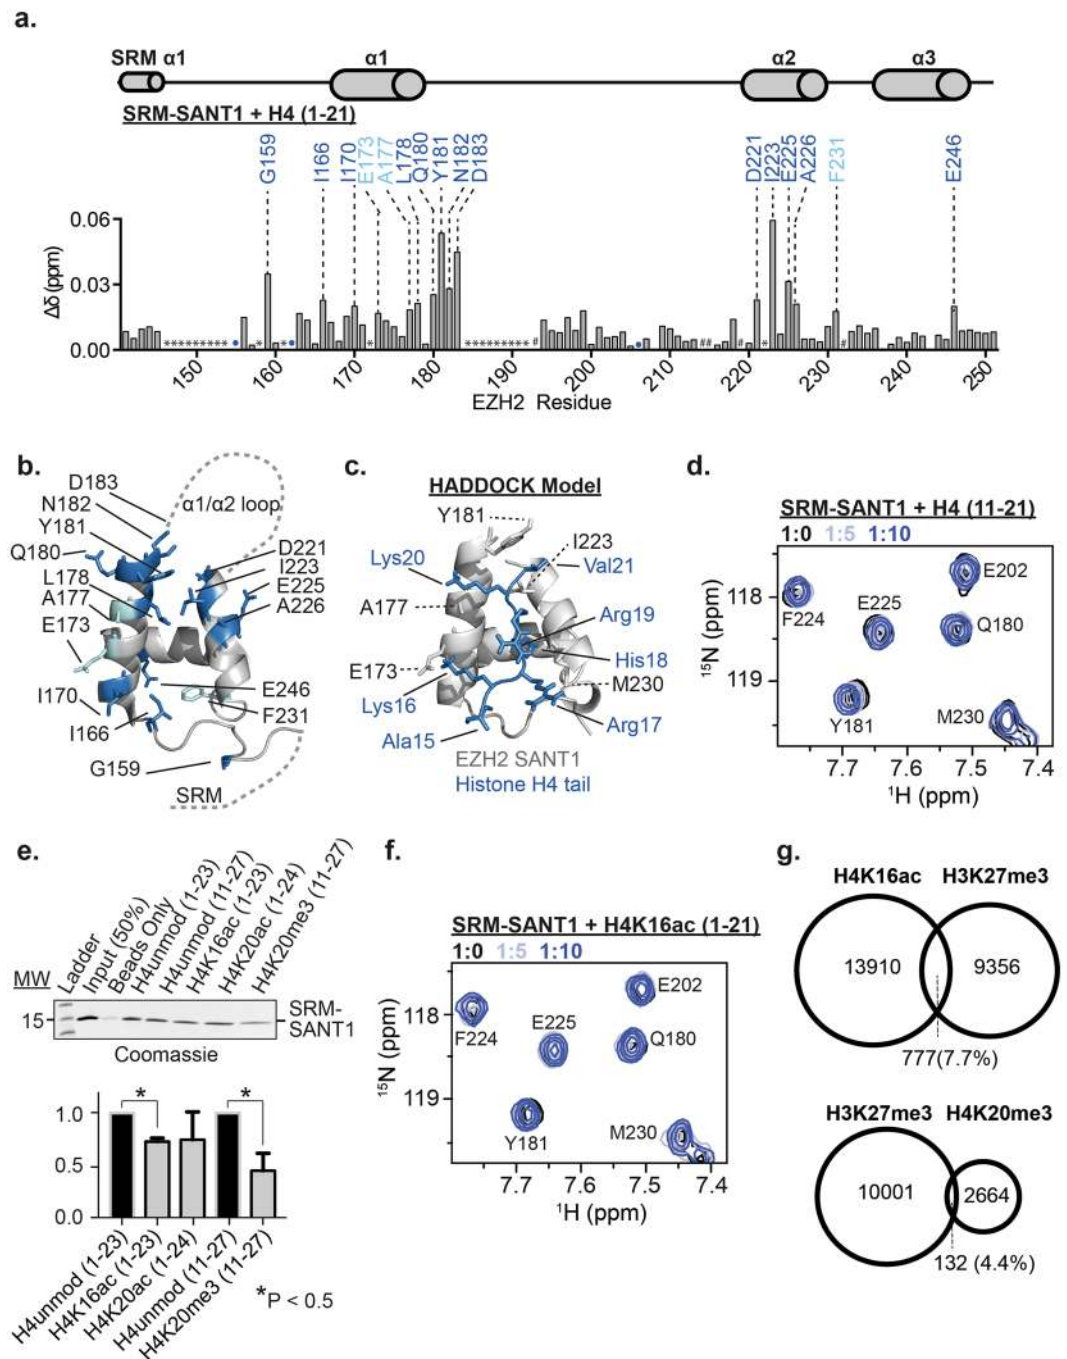 a.
SRM α1 α1 α2 α3
SRM-SANT1 + H4 (1-21)
G159 I166 I170 E173 A177 L178 Q180 Y181 N182 D183 D221 I223 E225 A226 F231 E246
0.06
0.03
0.00
Δδ (ppm)
* * * * * * * * * * * * * * * * * * * * * # ## # * #
150 160 170 180 190 200 210 220 230 240 250
EZH2 Residue
b.
D183
N182
Y181
Q180
L178
A177
E173
I170
I166
G159
α1/α2 loop
D221
I223
E225
A226
E246
F231
SRM
c.
HADDOCK Model
Y181
I223
Lys20
Val21
A177
Arg19
His18
E173
M230
Lys16
Arg17
Ala15
EZH2 SANT1
Histone H4 tail
d.
SRM-SANT1 + H4 (11-21)
1:0 1:5 1:10
118
119
15N (ppm)
E202
F224
E225
Q180
Y181
M230
7.7 7.6 7.5 7.4
1H (ppm)
e.
MW
Ladder
Input (50%)
Beads Only
H4unmod (1-23)
H4unmod (11-27)
H4K16ac (1-23)
H4K20ac (1-24)
H4K20me3 (11-27)
15
SRM-
SANT1
Coomassie
* *
1.0
0.5
0.0
H4unmod (1-23)
H4K16ac (1-23)
H4K20ac (1-24)
H4unmod (11-27)
H4K20me3 (11-27)
*P < 0.5
f.
SRM-SANT1 + H4K16ac (1-21)
1:0 1:5 1:10
118
119
15N (ppm)
E202
F224
E225
Q180
Y181
M230
7.7 7.6 7.5 7.4
1H (ppm)
g.
H4K16ac H3K27me3
13910 9356
777(7.7%)
H3K27me3 H4K20me3
10001 2664
132 (4.4%)